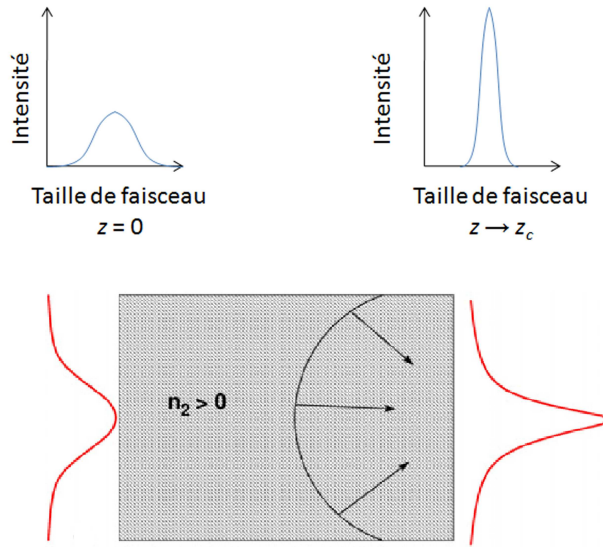 Intensité
Taille de faisceau
z = 0
Intensité
Taille de faisceau
z → z_c
n₂ > 0